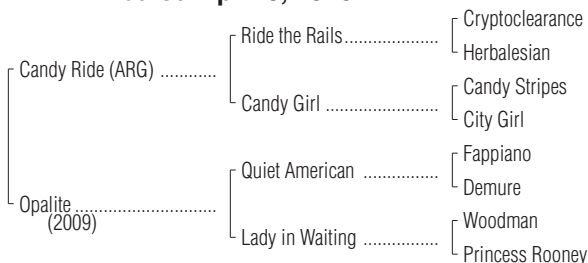 Cryptoclearance
Ride the Rails
Herbalesian
Candy Ride (ARG)
Candy Stripes
Candy Girl
City Girl
Fappiano
Quiet American
Demure
Opalite
(2009)
Woodman
Lady in Waiting
Princess Rooney